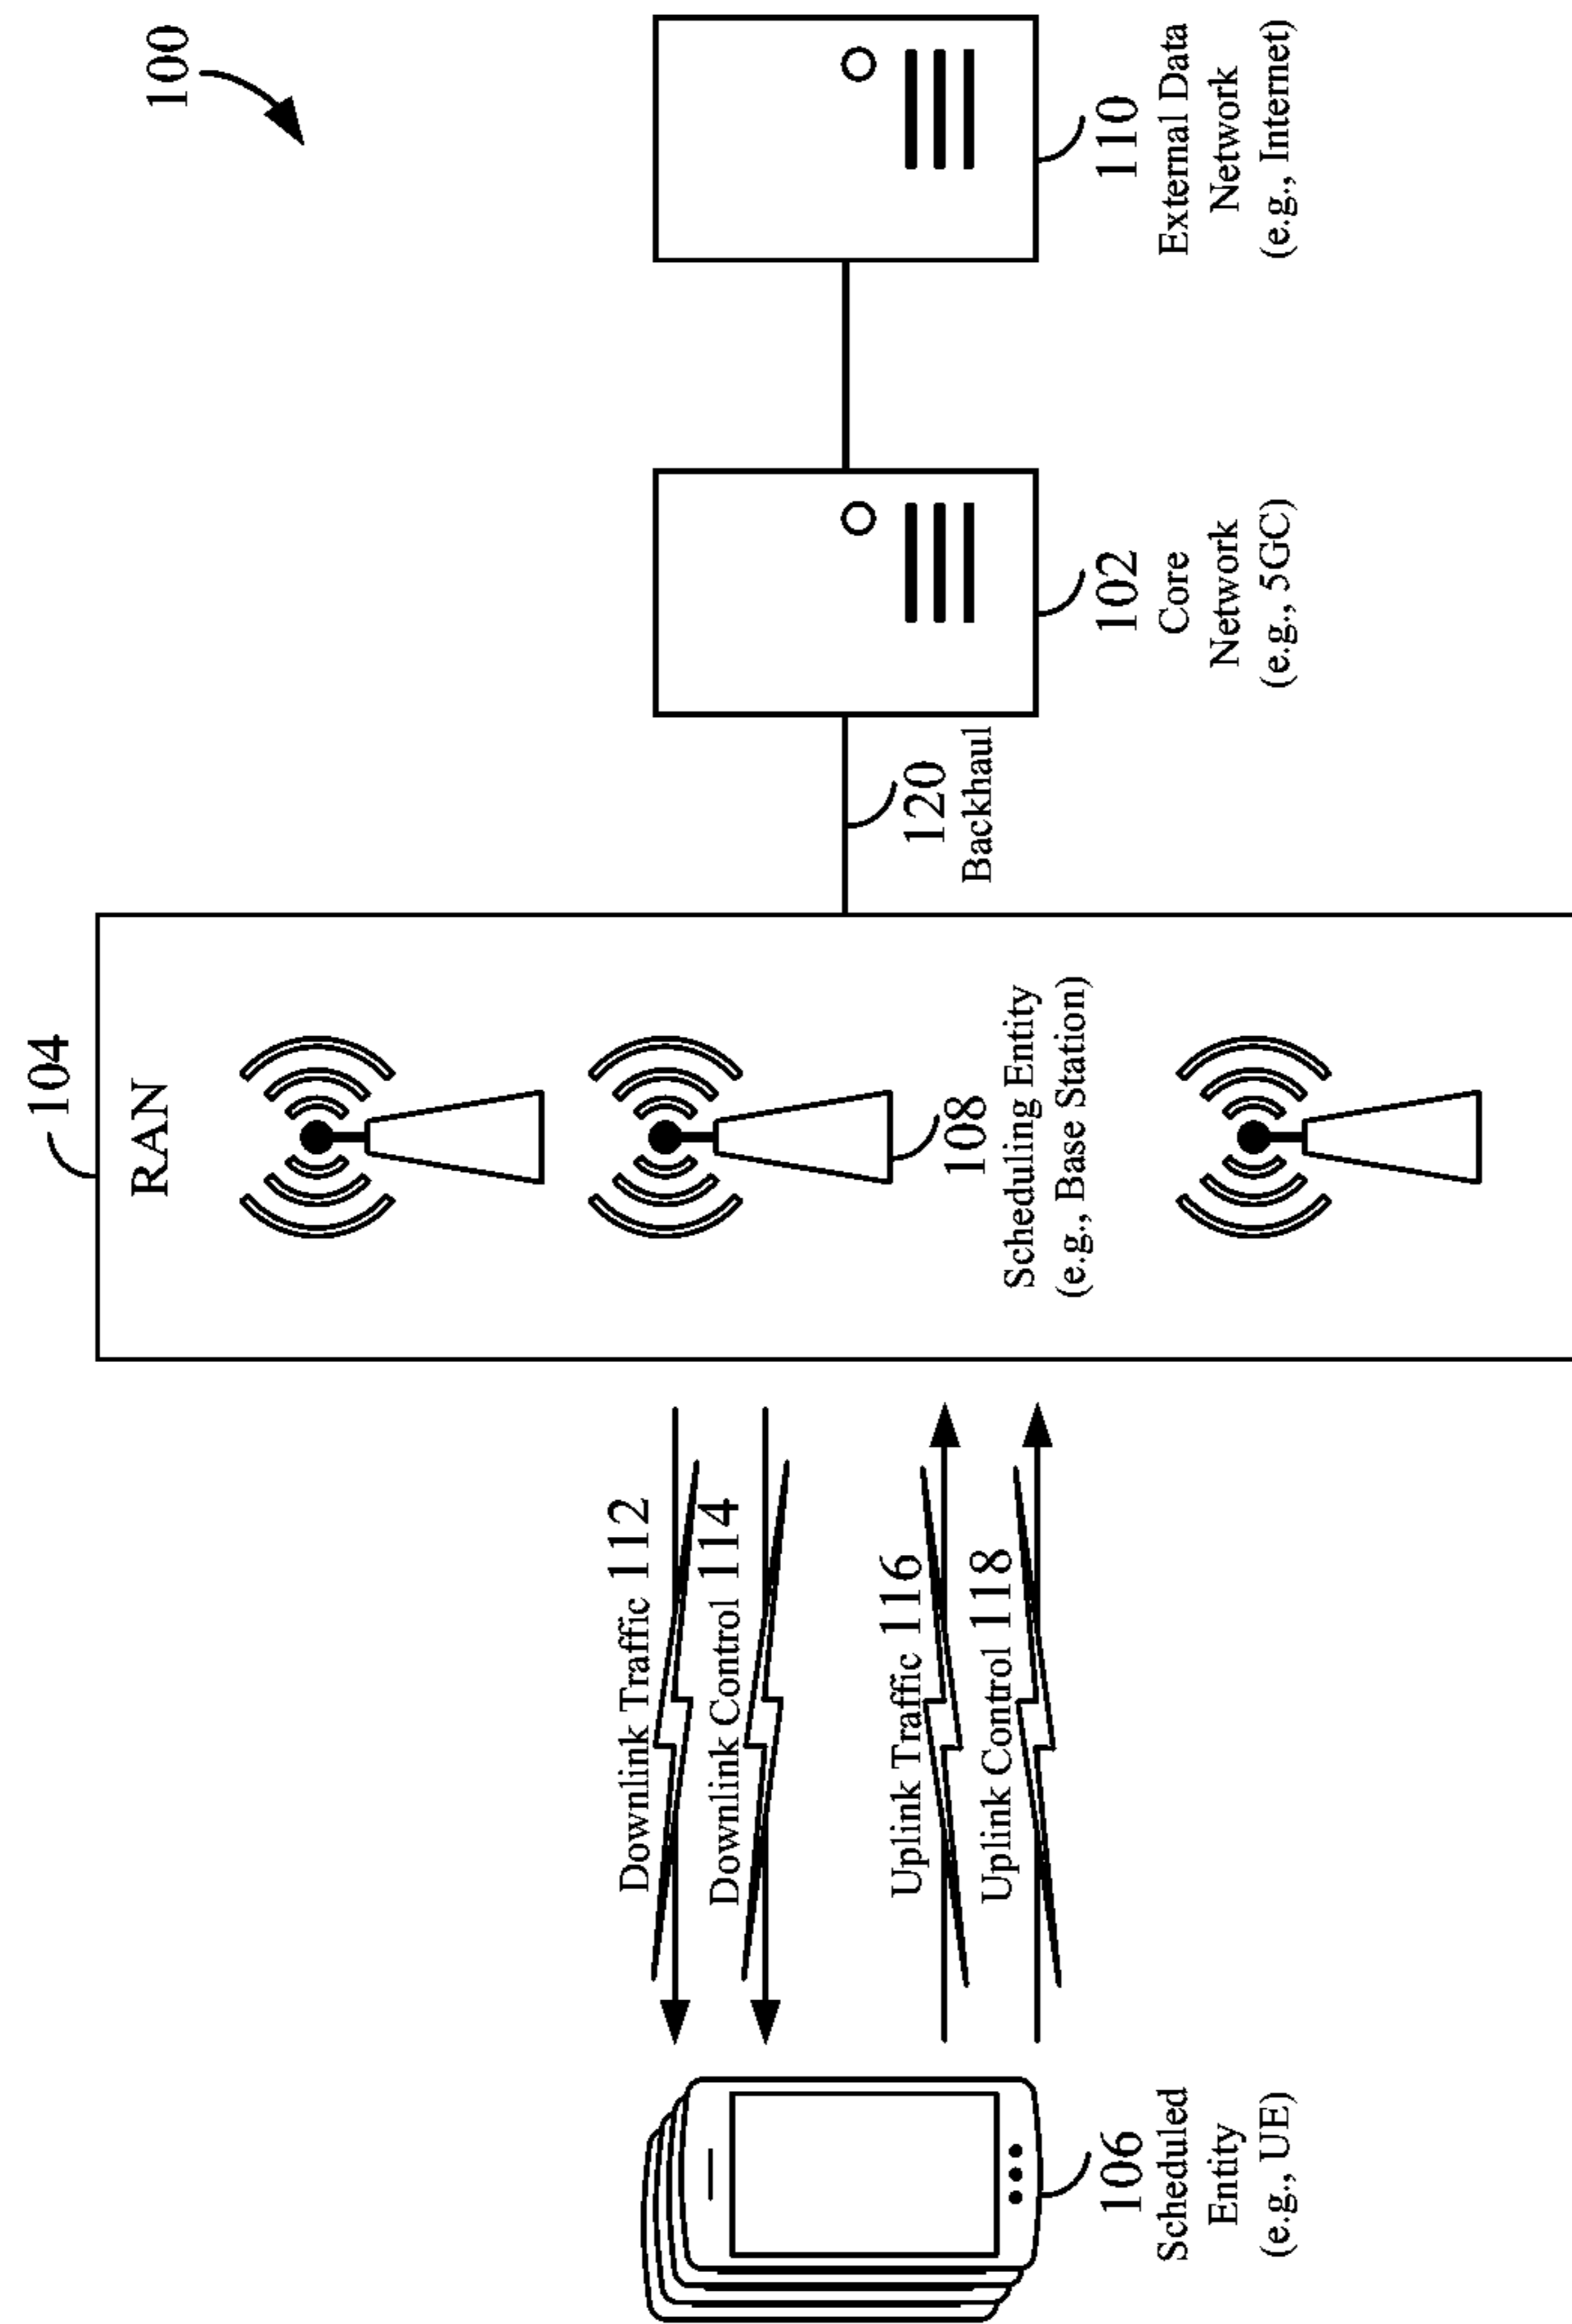 100
104
RAN
Downlink Traffic 112
Downlink Control 114
Uplink Traffic 116
Uplink Control 118
106
Scheduled
Entity
(e.g., UE)
108
Scheduling Entity
(e.g., Base Station)
120
Backhaul
102
Core
Network
(e.g., 5GC)
110
External Data
Network
(e.g., Internet)